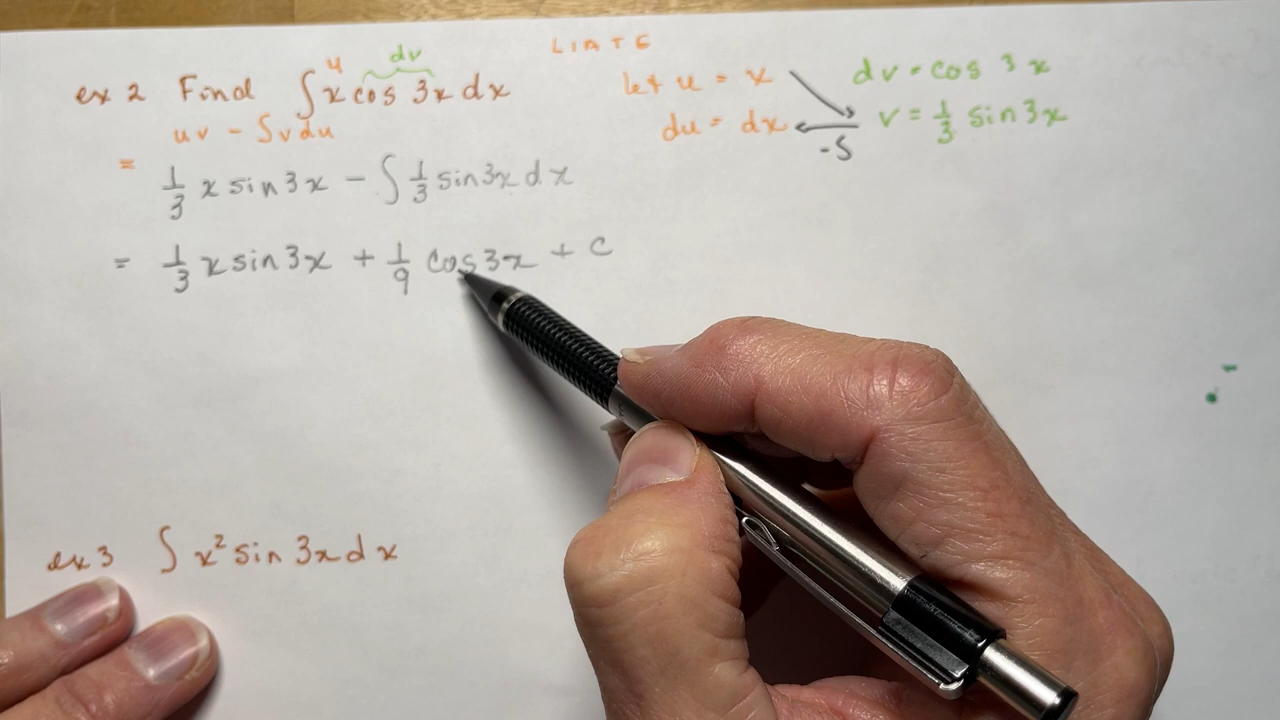 LIATE
u dv
ex 2 Find ∫ x cos 3x dx
let u = x dv = cos 3x
uv - ∫vdu
du = dx v = 1/3 sin 3x
-∫
= 1/3 x sin 3x - ∫ 1/3 sin 3x dx
= 1/3 x sin 3x + 1/9 cos 3x + c
ex 3 ∫ x² sin 3x dx